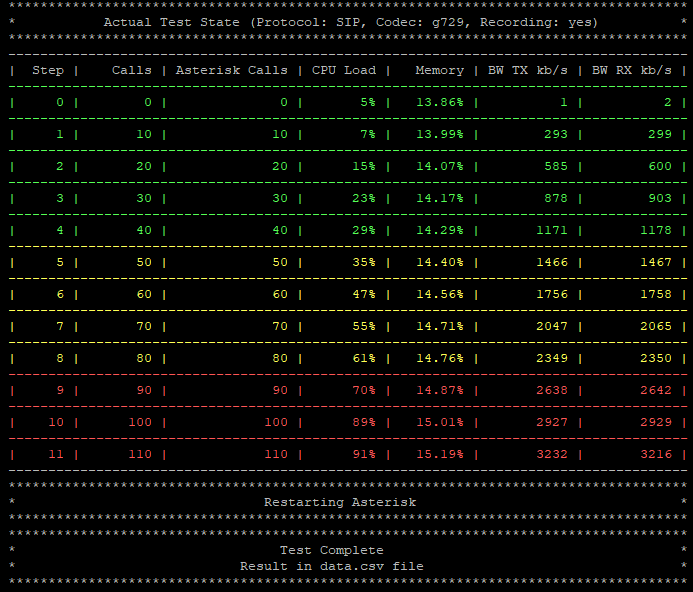 *************************************************************************************
* Actual Test State (Protocol: SIP, Codec: g729, Recording: yes) *
*************************************************************************************
-------------------------------------------------------------------------------------
| Step | Calls | Asterisk Calls | CPU Load | Memory | BW TX kb/s | BW RX kb/s |
-------------------------------------------------------------------------------------
| 0 | 0 | 0 | 5% | 13.86% | 1 | 2 |
-------------------------------------------------------------------------------------
| 1 | 10 | 10 | 7% | 13.99% | 293 | 299 |
-------------------------------------------------------------------------------------
| 2 | 20 | 20 | 15% | 14.07% | 585 | 600 |
-------------------------------------------------------------------------------------
| 3 | 30 | 30 | 23% | 14.17% | 878 | 903 |
-------------------------------------------------------------------------------------
| 4 | 40 | 40 | 29% | 14.29% | 1171 | 1178 |
-------------------------------------------------------------------------------------
| 5 | 50 | 50 | 35% | 14.40% | 1466 | 1467 |
-------------------------------------------------------------------------------------
| 6 | 60 | 60 | 47% | 14.56% | 1756 | 1758 |
-------------------------------------------------------------------------------------
| 7 | 70 | 70 | 55% | 14.71% | 2047 | 2065 |
-------------------------------------------------------------------------------------
| 8 | 80 | 80 | 61% | 14.76% | 2349 | 2350 |
-------------------------------------------------------------------------------------
| 9 | 90 | 90 | 70% | 14.87% | 2638 | 2642 |
-------------------------------------------------------------------------------------
| 10 | 100 | 100 | 89% | 15.01% | 2927 | 2929 |
-------------------------------------------------------------------------------------
| 11 | 110 | 110 | 91% | 15.19% | 3232 | 3216 |
-------------------------------------------------------------------------------------
*************************************************************************************
* Restarting Asterisk *
*************************************************************************************
*************************************************************************************
* Test Complete *
* Result in data.csv file *
*************************************************************************************